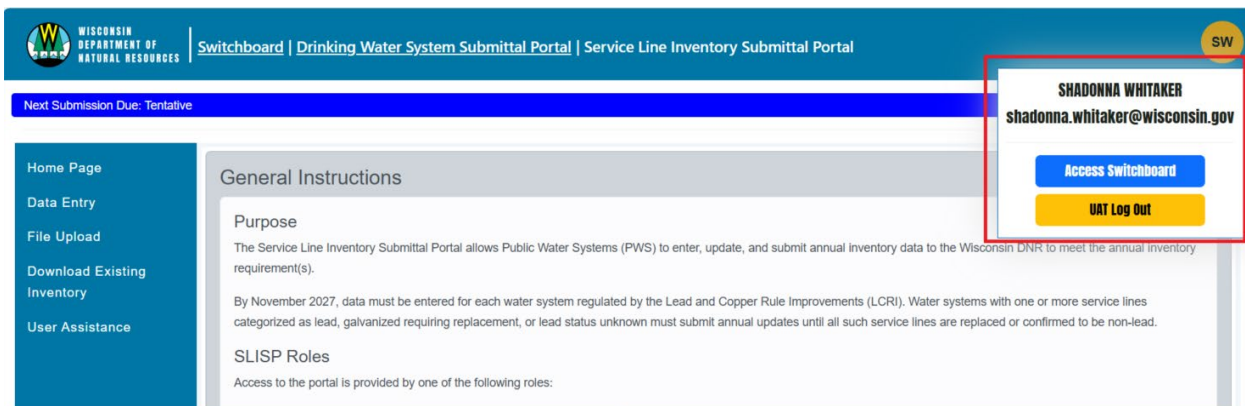 WISCONSIN
DEPARTMENT OF
NATURAL RESOURCES
Switchboard | Drinking Water System Submittal Portal | Service Line Inventory Submittal Portal
SW
SHADONNA WHITAKER
shadonna.whitaker@wisconsin.gov
Access Switchboard
UAT Log Out
Next Submission Due: Tentative
Home Page
Data Entry
File Upload
Download Existing
Inventory
User Assistance
General Instructions
Purpose
The Service Line Inventory Submittal Portal allows Public Water Systems (PWS) to enter, update, and submit annual inventory data to the Wisconsin DNR to meet the annual inventory
requirement(s).
By November 2027, data must be entered for each water system regulated by the Lead and Copper Rule Improvements (LCRI). Water systems with one or more service lines
categorized as lead, galvanized requiring replacement, or lead status unknown must submit annual updates until all such service lines are replaced or confirmed to be non-lead.
SLISP Roles
Access to the portal is provided by one of the following roles: